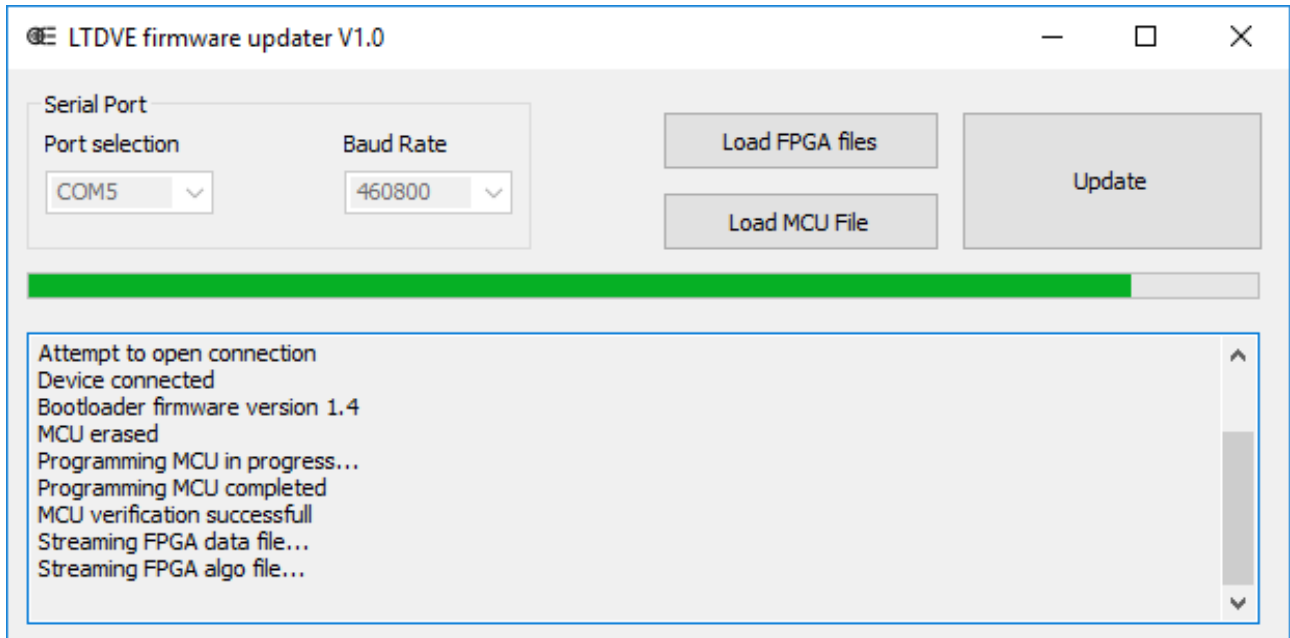 LTDVE firmware updater V1.0
Serial Port
Port selection
Baud Rate
COM5
460800
Load FPGA files
Load MCU File
Update
Attempt to open connection
Device connected
Bootloader firmware version 1.4
MCU erased
Programming MCU in progress...
Programming MCU completed
MCU verification successfull
Streaming FPGA data file...
Streaming FPGA algo file...